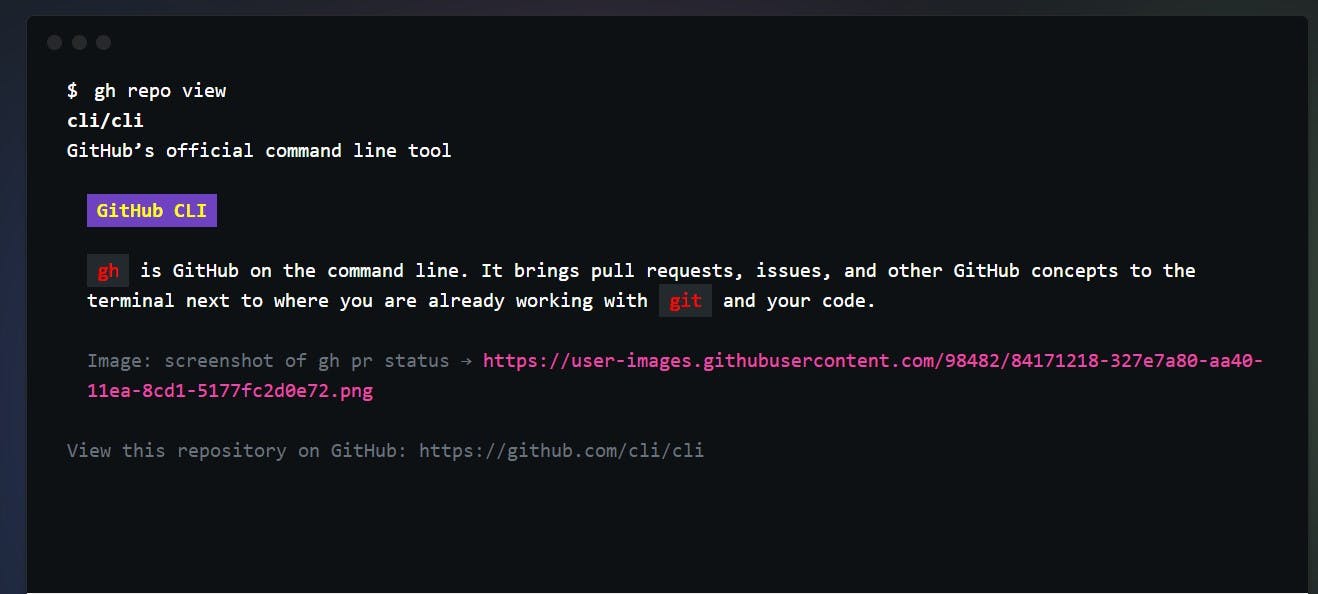 $ gh repo view
cli/cli
GitHub’s official command line tool
GitHub CLI
gh is GitHub on the command line. It brings pull requests, issues, and other GitHub concepts to the
terminal next to where you are already working with git and your code.
Image: screenshot of gh pr status → https://user-images.githubusercontent.com/98482/84171218-327e7a80-aa40-
11ea-8cd1-5177fc2d0e72.png
View this repository on GitHub: https://github.com/cli/cli